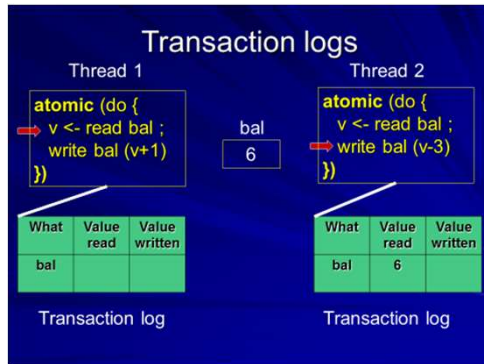 Transaction logs
Thread 1
atomic (do {
v <- read bal ;
write bal (v+1)
})
bal
6
Thread 2
atomic (do {
v <- read bal ;
write bal (v-3)
})
What Value read Value written
bal
Transaction log
What Value read Value written
bal 6
Transaction log